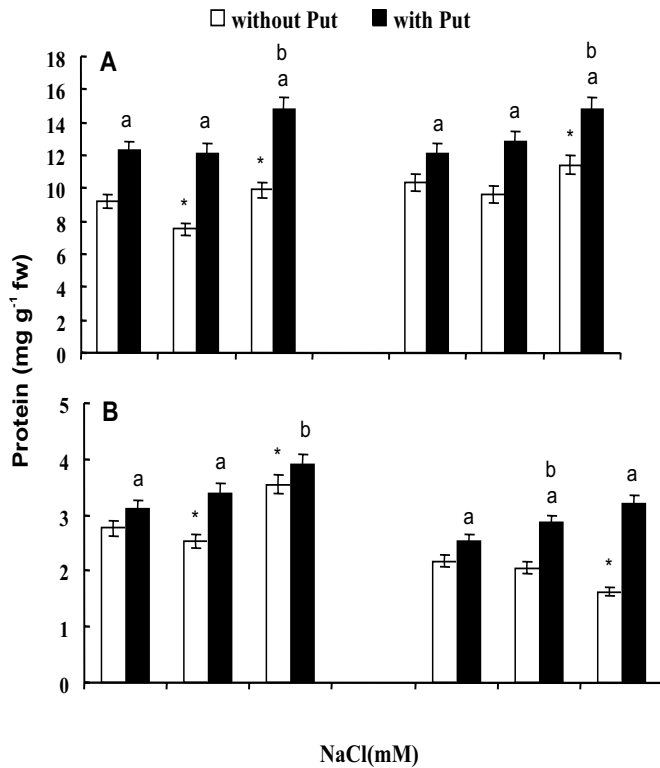 without Put with Put
A
18
16
14
12
10
8
6
4
2
0
a
*
a
*
b
a
a
a
*
b
a
Protein (mg g⁻¹ fw)
B
5
4
3
2
1
0
a
*
a
*
b
a
b
a
*
a
NaCl(mM)